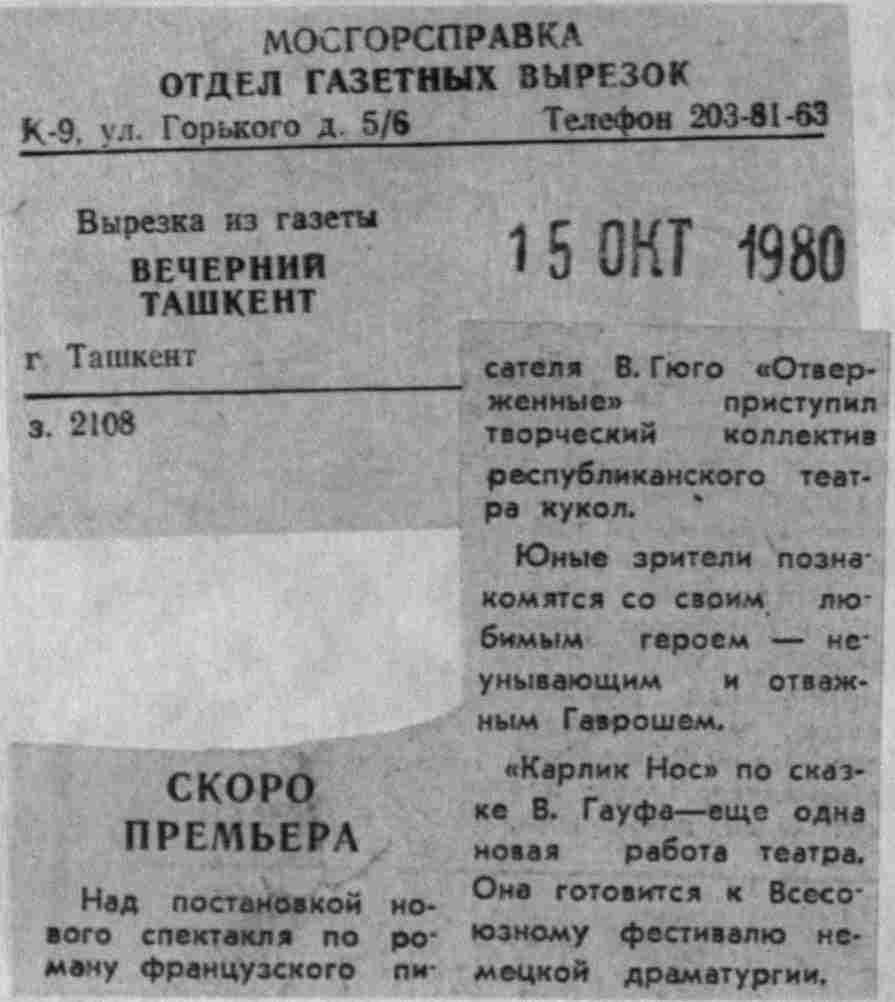 МОСГОРСПРАВКА
ОТДЕЛ ГАЗЕТНЫХ ВЫРЕЗОК
К-9, ул. Горького д. 5/6 Телефон 203-81-63
Вырезка из газеты
ВЕЧЕРНИЙ
ТАШКЕНТ
г. Ташкент
15 ОКТ 1980
з. 2108
СКОРО
ПРЕМЬЕРА
Над постановкой но-
вого спектакля по ро-
ману французского пи-
сателя В. Гюго «Отвер-
женные» приступил
творческий коллектив
республиканского теат-
ра кукол.
Юные зрители позна-
комятся со своим лю-
бимым героем — не-
унывающим и отваж-
ным Гаврошем.
«Карлик Нос» по сказ-
ке В. Гауфа—еще одна
новая работа театра.
Она готовится к Всесо-
юзному фестивалю не-
мецкой драматургии.